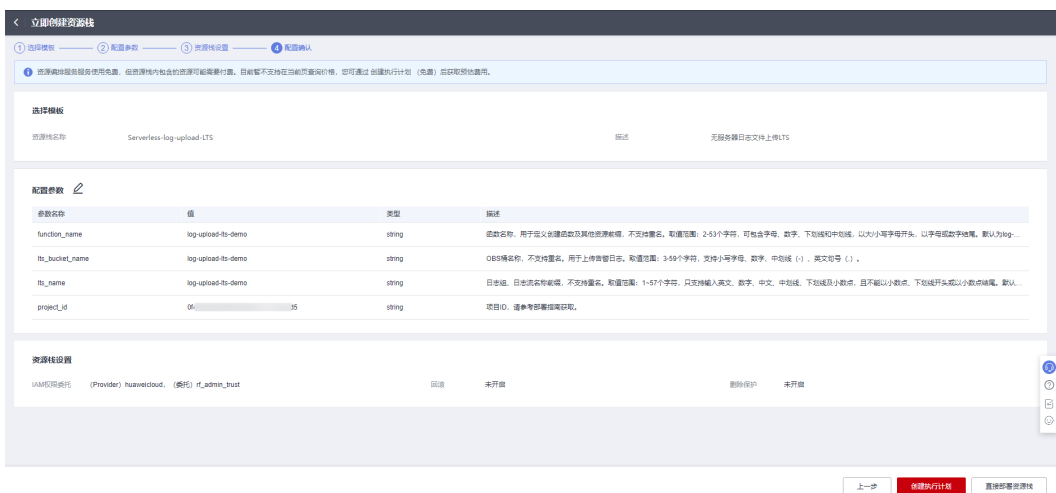 立即创建资源栈
1 选择模板 2 配置参数 3 资源栈设置 4 配置确认
资源编排服务服务使用免费，但资源栈内包含的资源可能需要付费。目前暂不支持在当前页查询价格，您可通过 创建执行计划 （免费）后获取预估费用。
选择模板
资源栈名称 Serverless-log-upload-LTS 描述 无服务器日志文件上传LTS
配置参数
参数名称 值 类型 描述
function_name log-upload-lts-demo string 函数名称，用于定义创建函数及其他资源前缀，不支持重名。取值范围：2-53个字符，可包含字母、数字、下划线和中划线，以大/小写字母开头，以字母或数字结尾。默认为log-...
lts_bucket_name log-upload-lts-demo string OBS桶名称，不支持重名。用于上传告警日志。取值范围：3-59个字符，支持小写字母、数字、中划线（-）、英文句号（.）。
lts_name log-upload-lts-demo string 日志组、日志流名称前缀，不支持重名。取值范围：1~57个字符，只支持输入英文、数字、中文、中划线、下划线及小数点，且不能以小数点、下划线开头或以小数点结尾。默认...
project_id string 项目ID，请参考部署指南获取。
资源栈设置
IAM权限委托 (Provider) huaweicloud, （委托）rf_admin_trust 回滚 未开启 删除保护 未开启
上一步 创建执行计划 直接部署资源栈